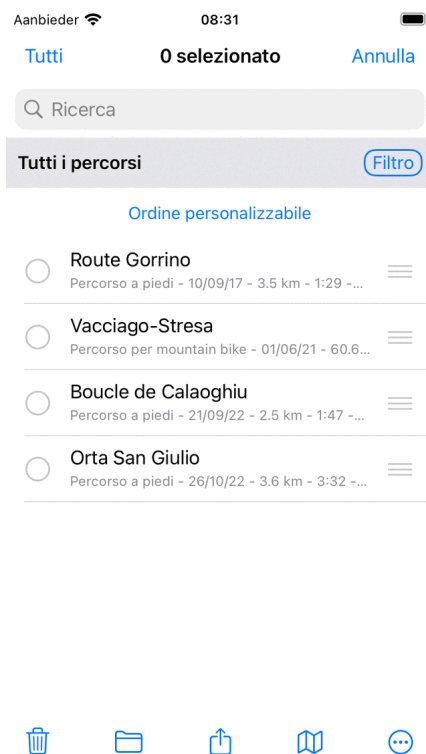 Aanbieder 08:31
Tutti 0 selezionato Annulla
Ricerca
Tutti i percorsi Filtro
Ordine personalizzabile
Route Gorrino
Percorso a piedi - 10/09/17 - 3.5 km - 1:29 -...
Vacciago-Stresa
Percorso per mountain bike - 01/06/21 - 60.6...
Boucle de Calaoghiu
Percorso a piedi - 21/09/22 - 2.5 km - 1:47 -...
Orta San Giulio
Percorso a piedi - 26/10/22 - 3.6 km - 3:32 -...